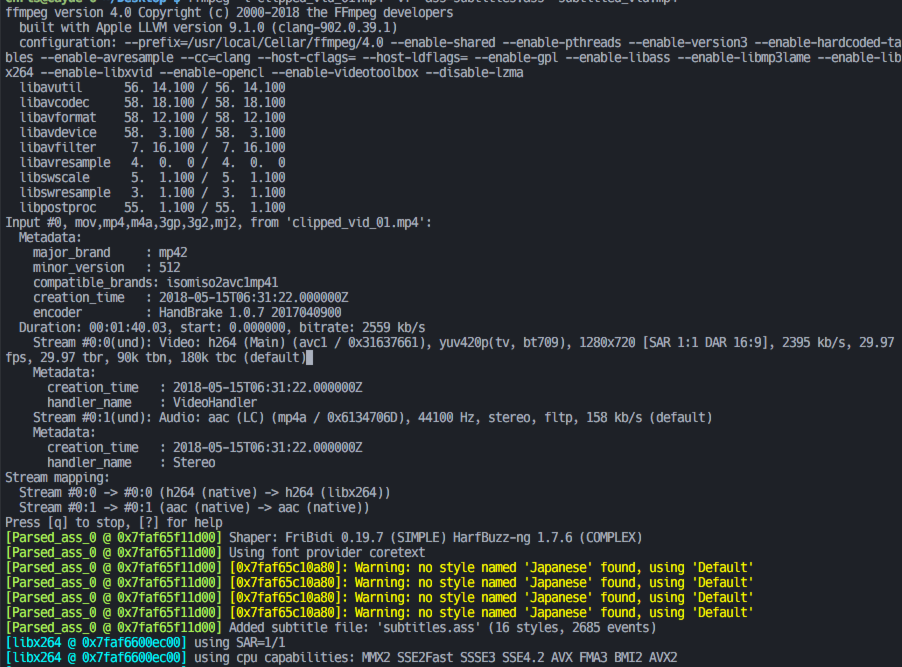 ffmpeg version 4.0 Copyright (c) 2000-2018 the FFmpeg developers
  built with Apple LLVM version 9.1.0 (clang-902.0.39.1)
  configuration: --prefix=/usr/local/Cellar/ffmpeg/4.0 --enable-shared --enable-pthreads --enable-version3 --enable-hardcoded-ta
bles --enable-avresample --cc=clang --host-cflags= --host-ldflags= --enable-gpl --enable-libass --enable-libmp3lame --enable-lib
x264 --enable-libxvid --enable-opencl --enable-videotoolbox --disable-lzma
  libavutil      56. 14.100 / 56. 14.100
  libavcodec     58. 18.100 / 58. 18.100
  libavformat    58. 12.100 / 58. 12.100
  libavdevice    58.  3.100 / 58.  3.100
  libavfilter     7. 16.100 /  7. 16.100
  libavresample   4.  0.  0 /  4.  0.  0
  libswscale      5.  1.100 /  5.  1.100
  libswresample   3.  1.100 /  3.  1.100
  libpostproc    55.  1.100 / 55.  1.100
Input #0, mov,mp4,m4a,3gp,3g2,mj2, from 'clipped_vid_01.mp4':
  Metadata:
    major_brand     : mp42
    minor_version   : 512
    compatible_brands: isomiso2avc1mp41
    creation_time   : 2018-05-15T06:31:22.000000Z
    encoder         : HandBrake 1.0.7 2017040900
  Duration: 00:01:40.03, start: 0.000000, bitrate: 2559 kb/s
    Stream #0:0(und): Video: h264 (Main) (avc1 / 0x31637661), yuv420p(tv, bt709), 1280x720 [SAR 1:1 DAR 16:9], 2395 kb/s, 29.97
fps, 29.97 tbr, 90k tbn, 180k tbc (default)
    Metadata:
      creation_time   : 2018-05-15T06:31:22.000000Z
      handler_name    : VideoHandler
    Stream #0:1(und): Audio: aac (LC) (mp4a / 0x6134706D), 44100 Hz, stereo, fltp, 158 kb/s (default)
    Metadata:
      creation_time   : 2018-05-15T06:31:22.000000Z
      handler_name    : Stereo
Stream mapping:
  Stream #0:0 -> #0:0 (h264 (native) -> h264 (libx264))
  Stream #0:1 -> #0:1 (aac (native) -> aac (native))
Press [q] to stop, [?] for help
[Parsed_ass_0 @ 0x7faf65f11d00] Shaper: FriBidi 0.19.7 (SIMPLE) HarfBuzz-ng 1.7.6 (COMPLEX)
[Parsed_ass_0 @ 0x7faf65f11d00] Using font provider coretext
[Parsed_ass_0 @ 0x7faf65f11d00] [0x7faf65c10a80]: Warning: no style named 'Japanese' found, using 'Default'
[Parsed_ass_0 @ 0x7faf65f11d00] [0x7faf65c10a80]: Warning: no style named 'Japanese' found, using 'Default'
[Parsed_ass_0 @ 0x7faf65f11d00] [0x7faf65c10a80]: Warning: no style named 'Japanese' found, using 'Default'
[Parsed_ass_0 @ 0x7faf65f11d00] [0x7faf65c10a80]: Warning: no style named 'Japanese' found, using 'Default'
[Parsed_ass_0 @ 0x7faf65f11d00] Added subtitle file: 'subtitles.ass' (16 styles, 2685 events)
[libx264 @ 0x7faf6600ec00] using SAR=1/1
[libx264 @ 0x7faf6600ec00] using cpu capabilities: MMX2 SSE2Fast SSSE3 SSE4.2 AVX FMA3 BMI2 AVX2